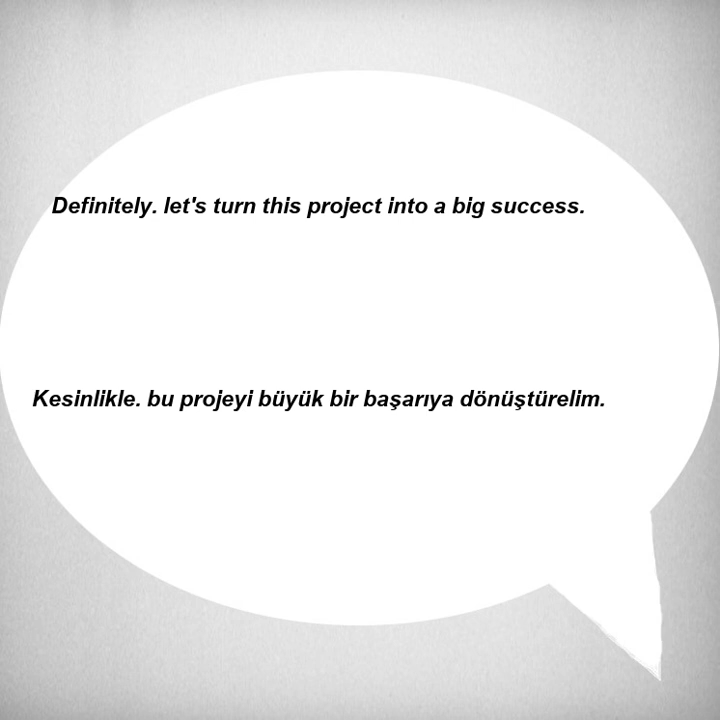 Definitely. let's turn this project into a big success.
Kesinlikle. bu projeyi büyük bir başarıya dönüştürelim.